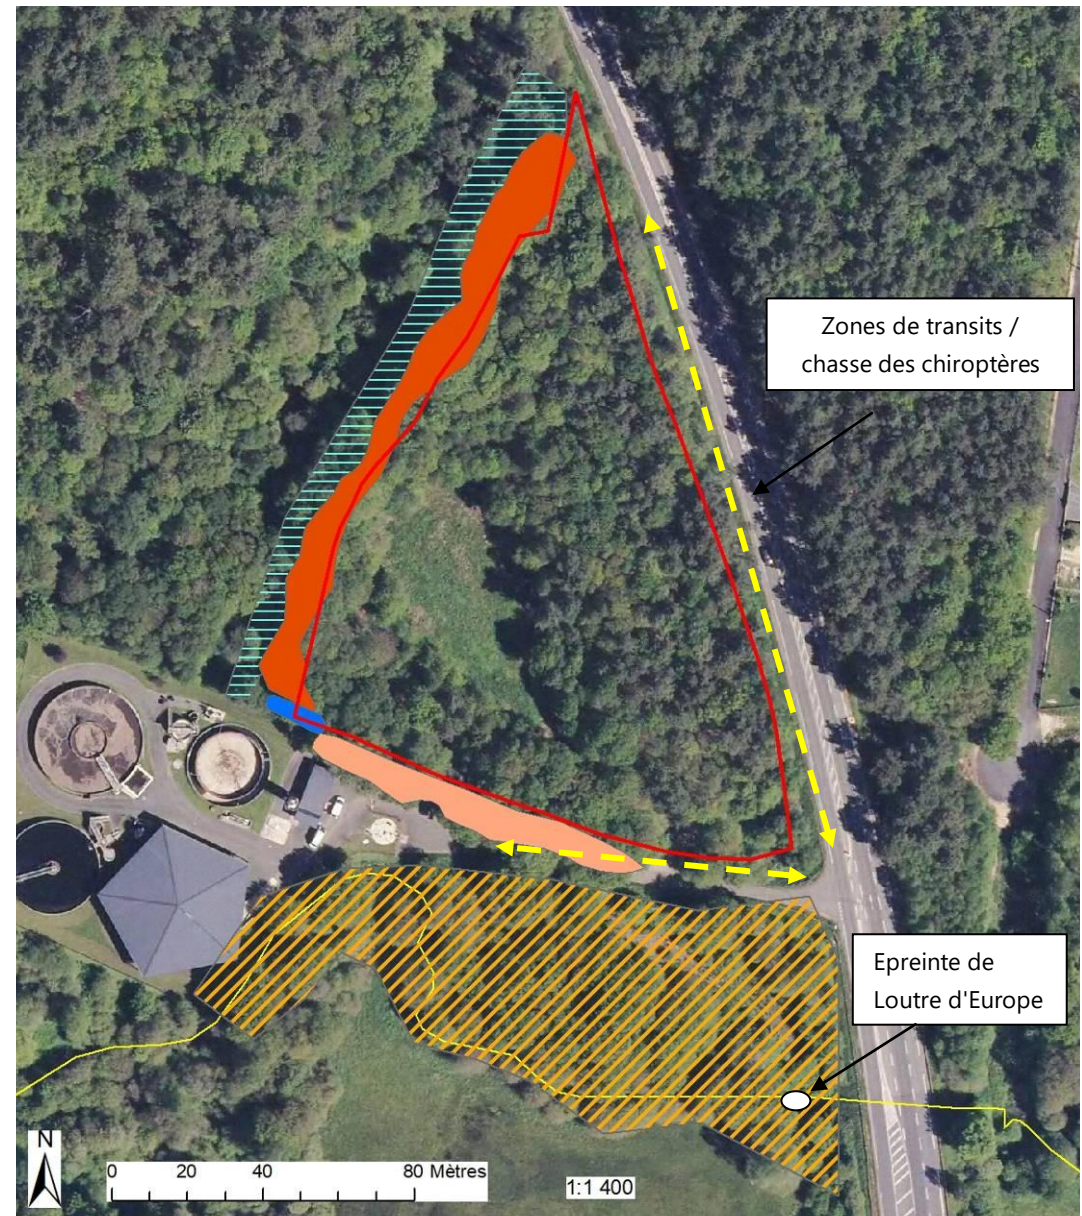 Zones de transits /
chasse des chiroptères
Epreinte de
Loutre d'Europe
N
0 20 40 80 Mètres
1:1 400